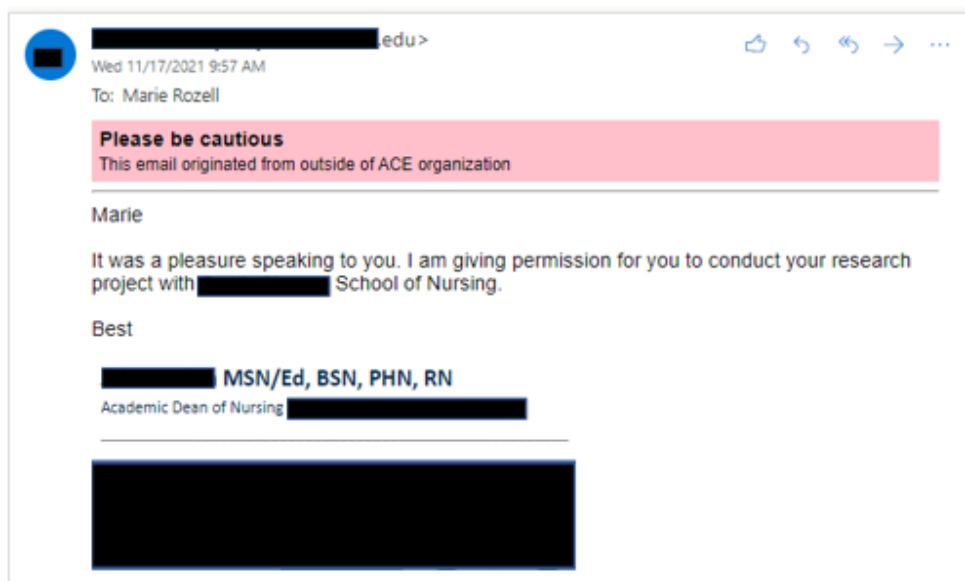 .edu>
Wed 11/17/2021 9:57 AM
To: Marie Rozell
Please be cautious
This email originated from outside of ACE organization
Marie
It was a pleasure speaking to you. I am giving permission for you to conduct your research
project with School of Nursing.
Best
MSN/Ed, BSN, PHN, RN
Academic Dean of Nursing